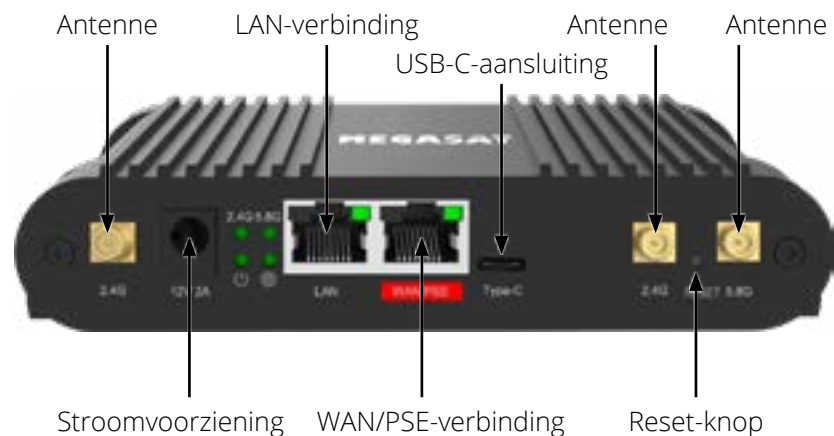 Antenne LAN-verbinding Antenne Antenne
USB-C-aansluiting
MEGASAT
2.4G 5.8G
2.4G 12V 2A LAN WAN/PSE Type-C 2.4G RESET 5.8G
Stroomvoorziening WAN/PSE-verbinding Reset-knop